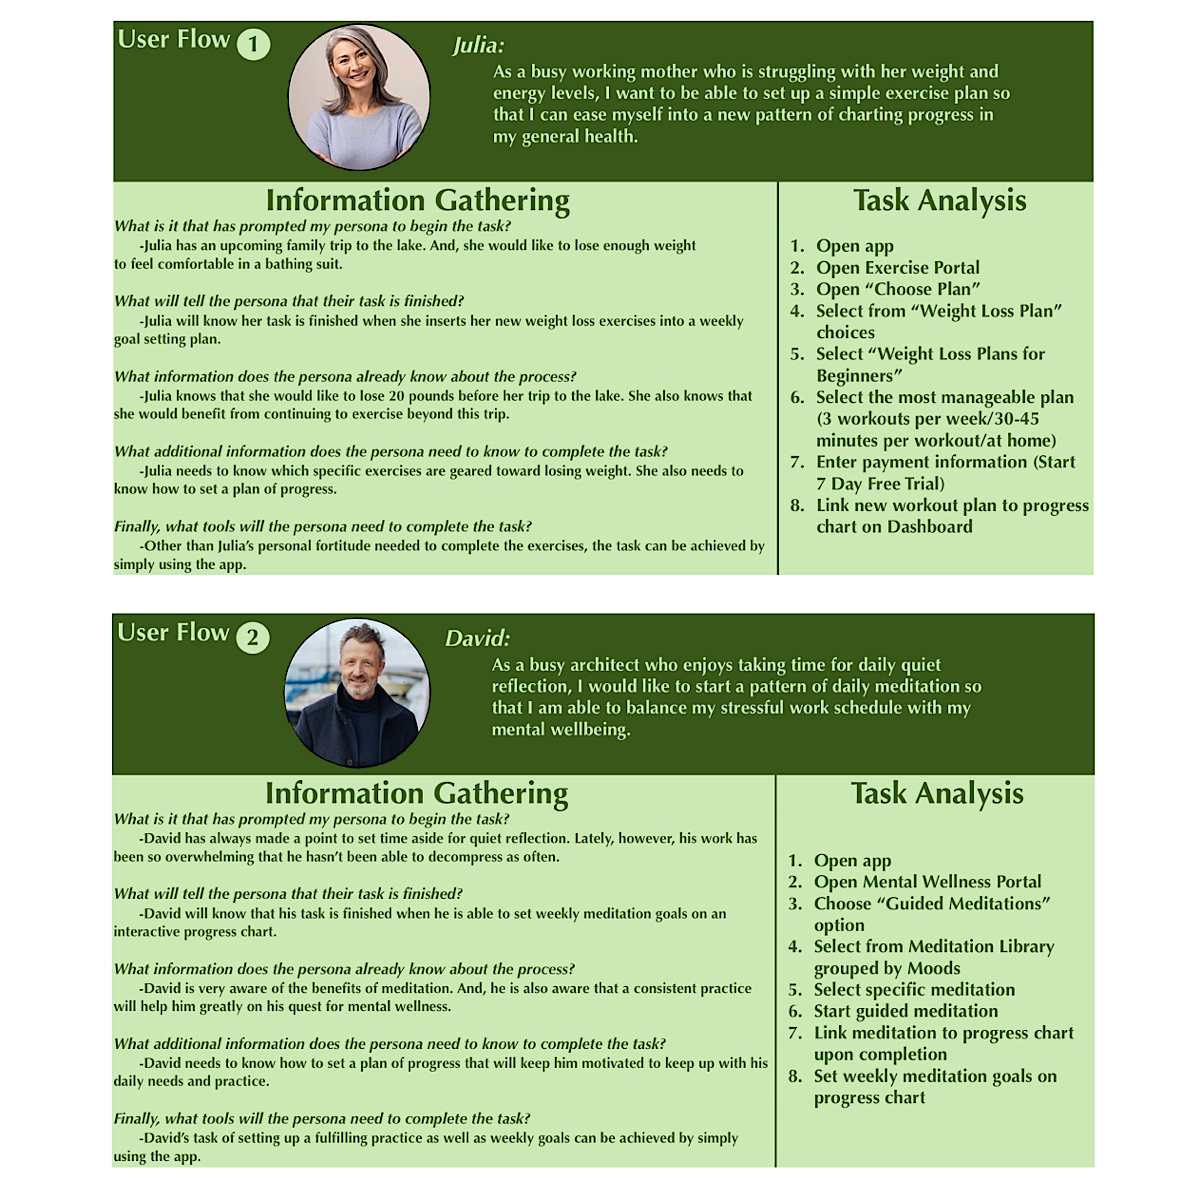 User Flow 1
Julia:
As a busy working mother who is struggling with her weight and
energy levels, I want to be able to set up a simple exercise plan so
that I can ease myself into a new pattern of charting progress in
my general health.
Information Gathering
What is it that has prompted my persona to begin the task?
-Julia has an upcoming family trip to the lake. And, she would like to lose enough weight
to feel comfortable in a bathing suit.
What will tell the persona that their task is finished?
-Julia will know her task is finished when she inserts her new weight loss exercises into a weekly
goal setting plan.
What information does the persona already know about the process?
-Julia knows that she would like to lose 20 pounds before her trip to the lake. She also knows that
she would benefit from continuing to exercise beyond this trip.
What additional information does the persona need to know to complete the task?
-Julia needs to know which specific exercises are geared toward losing weight. She also needs to
know how to set a plan of progress.
Finally, what tools will the persona need to complete the task?
-Other than Julia's personal fortitude needed to complete the exercises, the task can be achieved by
simply using the app.
Task Analysis
1. Open app
2. Open Exercise Portal
3. Open “Choose Plan”
4. Select from “Weight Loss Plan”
choices
5. Select “Weight Loss Plans for
Beginners”
6. Select the most manageable plan
(3 workouts per week/30-45
minutes per workout/at home)
7. Enter payment information (Start
7 Day Free Trial)
8. Link new workout plan to progress
chart on Dashboard
User Flow 2
David:
As a busy architect who enjoys taking time for daily quiet
reflection, I would like to start a pattern of daily meditation so
that I am able to balance my stressful work schedule with my
mental wellbeing.
Information Gathering
What is it that has prompted my persona to begin the task?
-David has always made a point to set time aside for quiet reflection. Lately, however, his work has
been so overwhelming that he hasn't been able to decompress as often.
What will tell the persona that their task is finished?
-David will know that his task is finished when he is able to set weekly meditation goals on an
interactive progress chart.
What information does the persona already know about the process?
-David is very aware of the benefits of meditation. And, he is also aware that a consistent practice
will help him greatly on his quest for mental wellness.
What additional information does the persona need to know to complete the task?
-David needs to know how to set a plan of progress that will keep him motivated to keep up with his
daily needs and practice.
Finally, what tools will the persona need to complete the task?
-David's task of setting up a fulfilling practice as well as weekly goals can be achieved by simply
using the app.
Task Analysis
1. Open app
2. Open Mental Wellness Portal
3. Choose “Guided Meditations”
option
4. Select from Meditation Library
grouped by Moods
5. Select specific meditation
6. Start guided meditation
7. Link meditation to progress chart
upon completion
8. Set weekly meditation goals on
progress chart